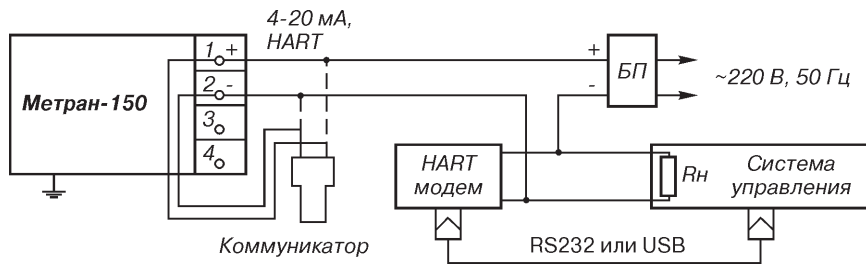 4-20 мА,
HART
1 +
2 -
3
4
Метран-150
+
-
БП
~220 В, 50 Гц
HART
модем
Rн
Система
управления
Коммуникатор
RS232 или USB